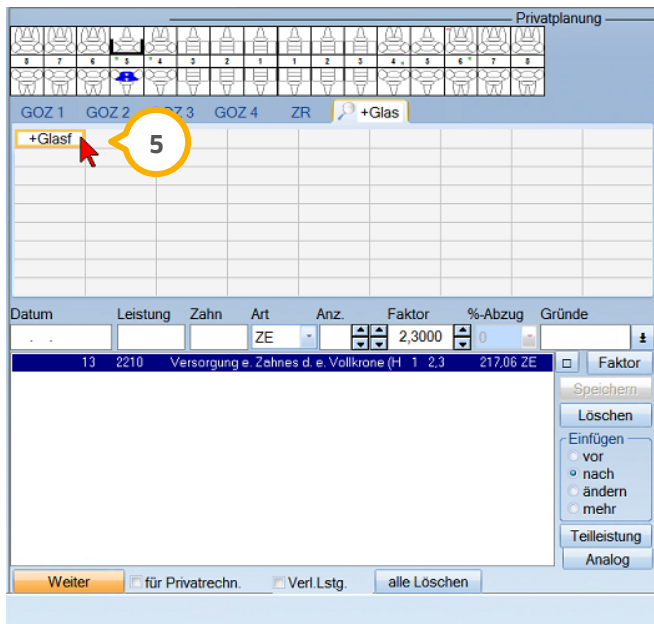 Privatplanung
8 7 6 5 4 3 2 1 1 2 3 4 5 6 7 8
GOZ 1 GOZ 2 3 GOZ 4 ZR +Glas
+Glasf
5
Datum Leistung Zahn Art Anz. Faktor %-Abzug Gründe
. . ZE 2,3000 0
13 2210 Versorgung e. Zahnes d. e. Vollkrone (H 1 2,3 217,06 ZE
Faktor
Speichern
Löschen
Einfügen
vor
nach
ändern
mehr
Teilleistung
Analog
Weiter für Privatrechn. Verl.Lstg. alle Löschen